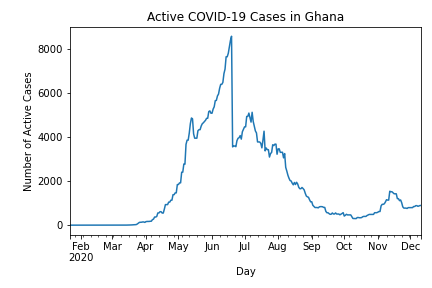 Active COVID-19 Cases in Ghana
Number of Active Cases
8000
6000
4000
2000
0
Feb Mar Apr May Jun Jul Aug Sep Oct Nov Dec
2020
Day